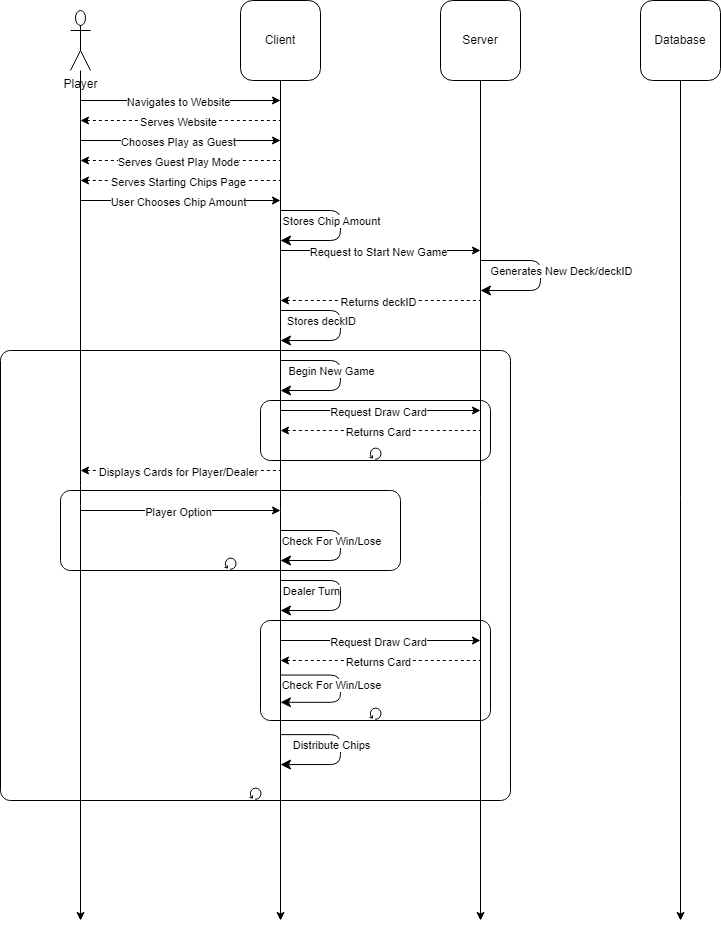 Client
Server
Database
Player
Navigates to Website
Serves Website
Chooses Play as Guest
Serves Guest Play Mode
Serves Starting Chips Page
User Chooses Chip Amount
Stores Chip Amount
Request to Start New Game
Generates New Deck/deckID
Returns deckID
Stores deckID
Begin New Game
Request Draw Card
Returns Card
Displays Cards for Player/Dealer
Player Option
Check For Win/Lose
Dealer Turn
Request Draw Card
Returns Card
Check For Win/Lose
Distribute Chips